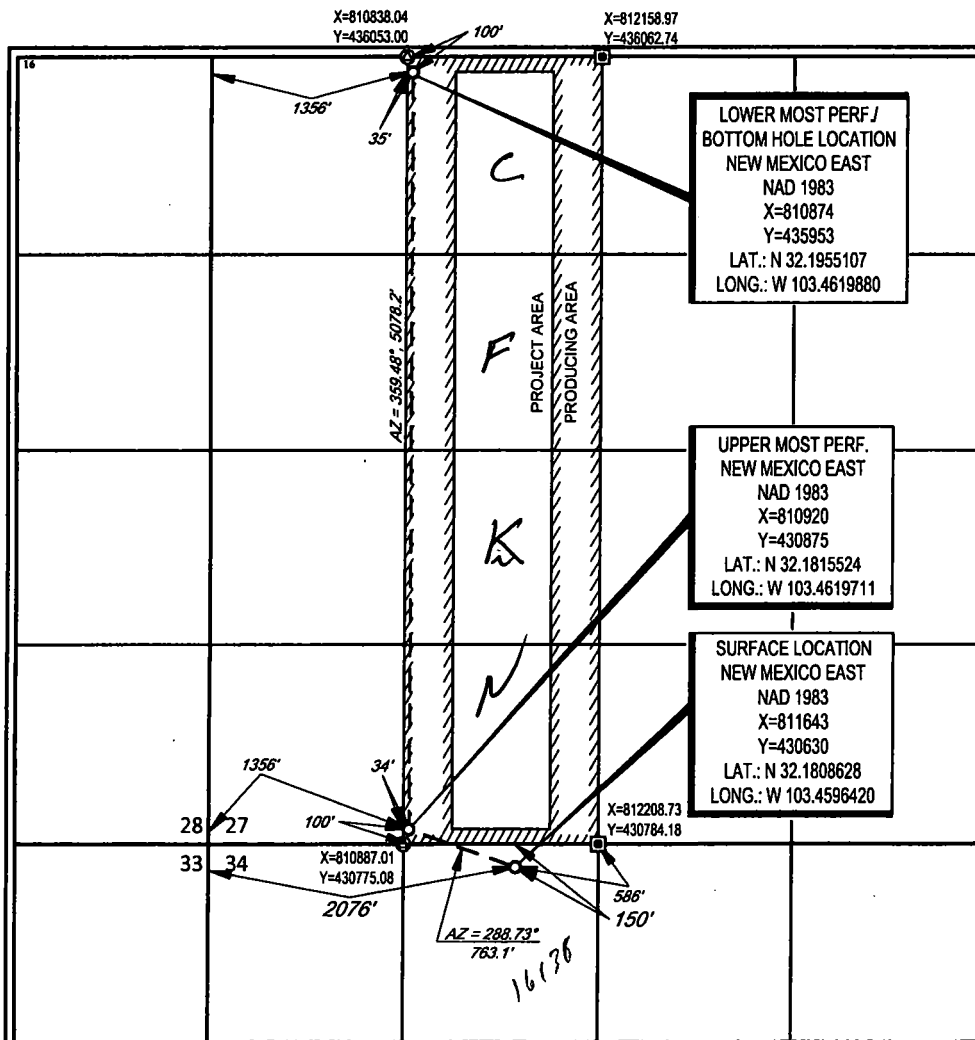 X=810838.04
Y=436053.00
100'
X=812158.97
Y=436062.74
16
1356'
35'
C
LOWER MOST PERF./
BOTTOM HOLE LOCATION
NEW MEXICO EAST
NAD 1983
X=810874
Y=435953
LAT.: N 32.1955107
LONG.: W 103.4619880
AZ = 359.48°, 5078.2'
F
PROJECT AREA
PRODUCING AREA
UPPER MOST PERF.
NEW MEXICO EAST
NAD 1983
X=810920
Y=430875
LAT.: N 32.1815524
LONG.: W 103.4619711
K
N
SURFACE LOCATION
NEW MEXICO EAST
NAD 1983
X=811643
Y=430630
LAT.: N 32.1808628
LONG.: W 103.4596420
1356'
34'
100'
28 27
33 34
X=810887.01
Y=430775.08
X=812208.73
Y=430784.18
2076'
586'
150'
AZ = 288.73°
763.1'
16136